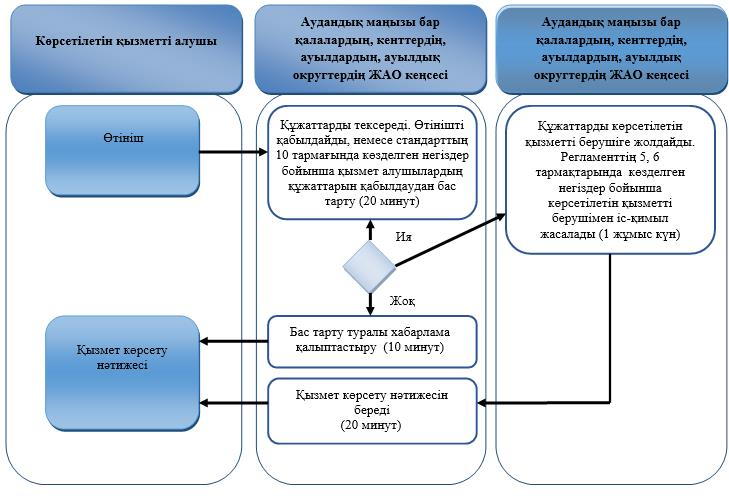 Көрсетілетін қызметті алушы
Аудандық маңызы бар
қалалардың, кенттердің,
ауылдардың, ауылдық
округтердің ЖАО кеңсесі
Аудандық маңызы бар
қалалардың, кенттердің,
ауылдардың, ауылдық
округтердің ЖАО кеңсесі
Өтініш
Құжаттарды тексереді. Өтінішті
қабылдайды, немесе стандарттың
10 тармағында көзделген негіздер
бойынша қызмет алушылардың
құжаттарын қабылдаудан бас
тарту (20 минут)
Құжаттарды көрсетілетін
қызметті берушіге жолдайды.
Регламенттің 5, 6
тармақтарында көзделген
негіздер бойынша
көрсетілетін қызметті
берушімен іс-қимыл
жасалады (1 жұмыс күн)
Ия
Жоқ
Қызмет көрсету
нәтижесі
Бас тарту туралы хабарлама
қалыптастыру (10 минут)
Қызмет көрсету нәтижесін
береді
(20 минут)